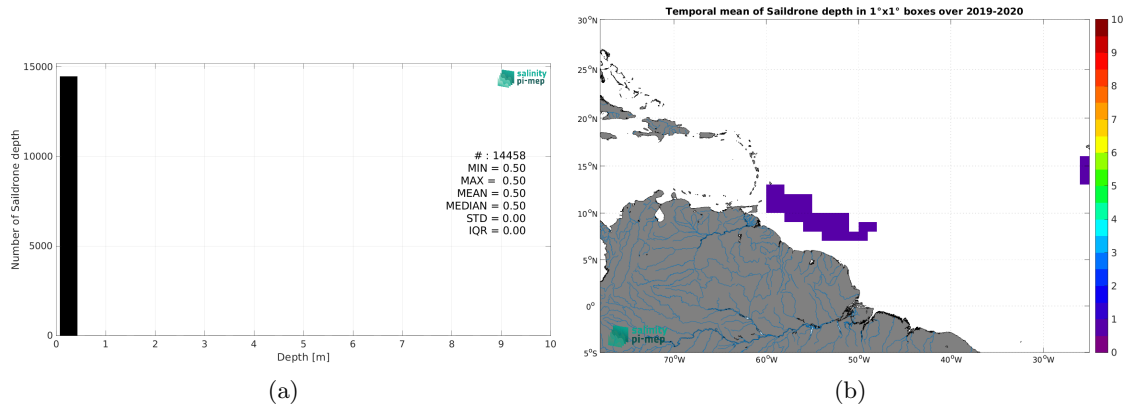 15000
10000
5000
0
0
1
2
3
4
5
6
7
8
9
10
Number of Saildrone depth
Depth [m]
salinity
pi-mep
# : 14458
MIN = 0.50
MAX = 0.50
MEAN = 0.50
MEDIAN = 0.50
STD = 0.00
IQR = 0.00
(a)
Temporal mean of Saildrone depth in 1°x1° boxes over 2019-2020
30°N
25°N
20°N
15°N
10°N
5°N
0°
5°S
70°W
60°W
50°W
40°W
30°W
salinity
pi-mep
10
9
8
7
6
5
4
3
2
1
0
(b)